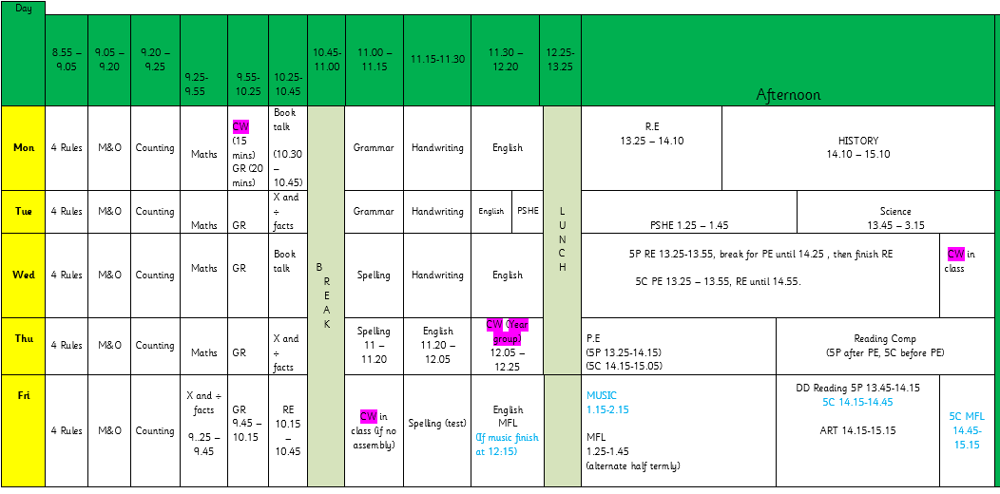 Day
8.55 –
9.05
9.05 –
9.20
9.20 –
9.25
9.25-
9.55
9.55-
10.25
10.25-
10.45
10.45-
11.00
11.00 –
11.15
11.15-11.30
11.30 –
12.20
12.25-
13.25
Afternoon
Mon
4 Rules
M&O
Counting
Maths
CW
(15
mins)
GR (20
mins)
Book
talk
(10.30
–
10.45)
B
R
E
A
K
Grammar
Handwriting
English
L
U
N
C
H
R.E
13.25 – 14.10
HISTORY
14.10 – 15.10
Tue
4 Rules
M&O
Counting
Maths
GR
X and
÷
facts
Grammar
Handwriting
English
PSHE
PSHE 1.25 – 1.45
Science
13.45 – 3.15
Wed
4 Rules
M&O
Counting
Maths
GR
Book
talk
Spelling
Handwriting
English
5P RE 13.25-13.55, break for PE until 14.25 , then finish RE
5C PE 13.25 – 13.55, RE until 14.55.
CW in
class
Thu
4 Rules
M&O
Counting
Maths
GR
X and
÷
facts
Spelling
11 –
11.20
English
11.20 –
12.05
CW (Year
group)
12.05 –
12.25
P.E
(5P 13.25-14.15)
(5C 14.15-15.05)
Reading Comp
(5P after PE, 5C before PE)
Fri
4 Rules
M&O
Counting
X and ÷
facts
9..25 –
9.45
GR
9.45 –
10.15
RE
10.15
–
10.45
CW in
class (if no
assembly)
Spelling (test)
English
MFL
(If music finish
at 12:15)
MUSIC
1.15-2.15
MFL
1.25-1.45
(alternate half termly)
DD Reading 5P 13.45-14.15
5C 14.15-14.45
ART 14.15-15.15
5C MFL
14.45-
15.15